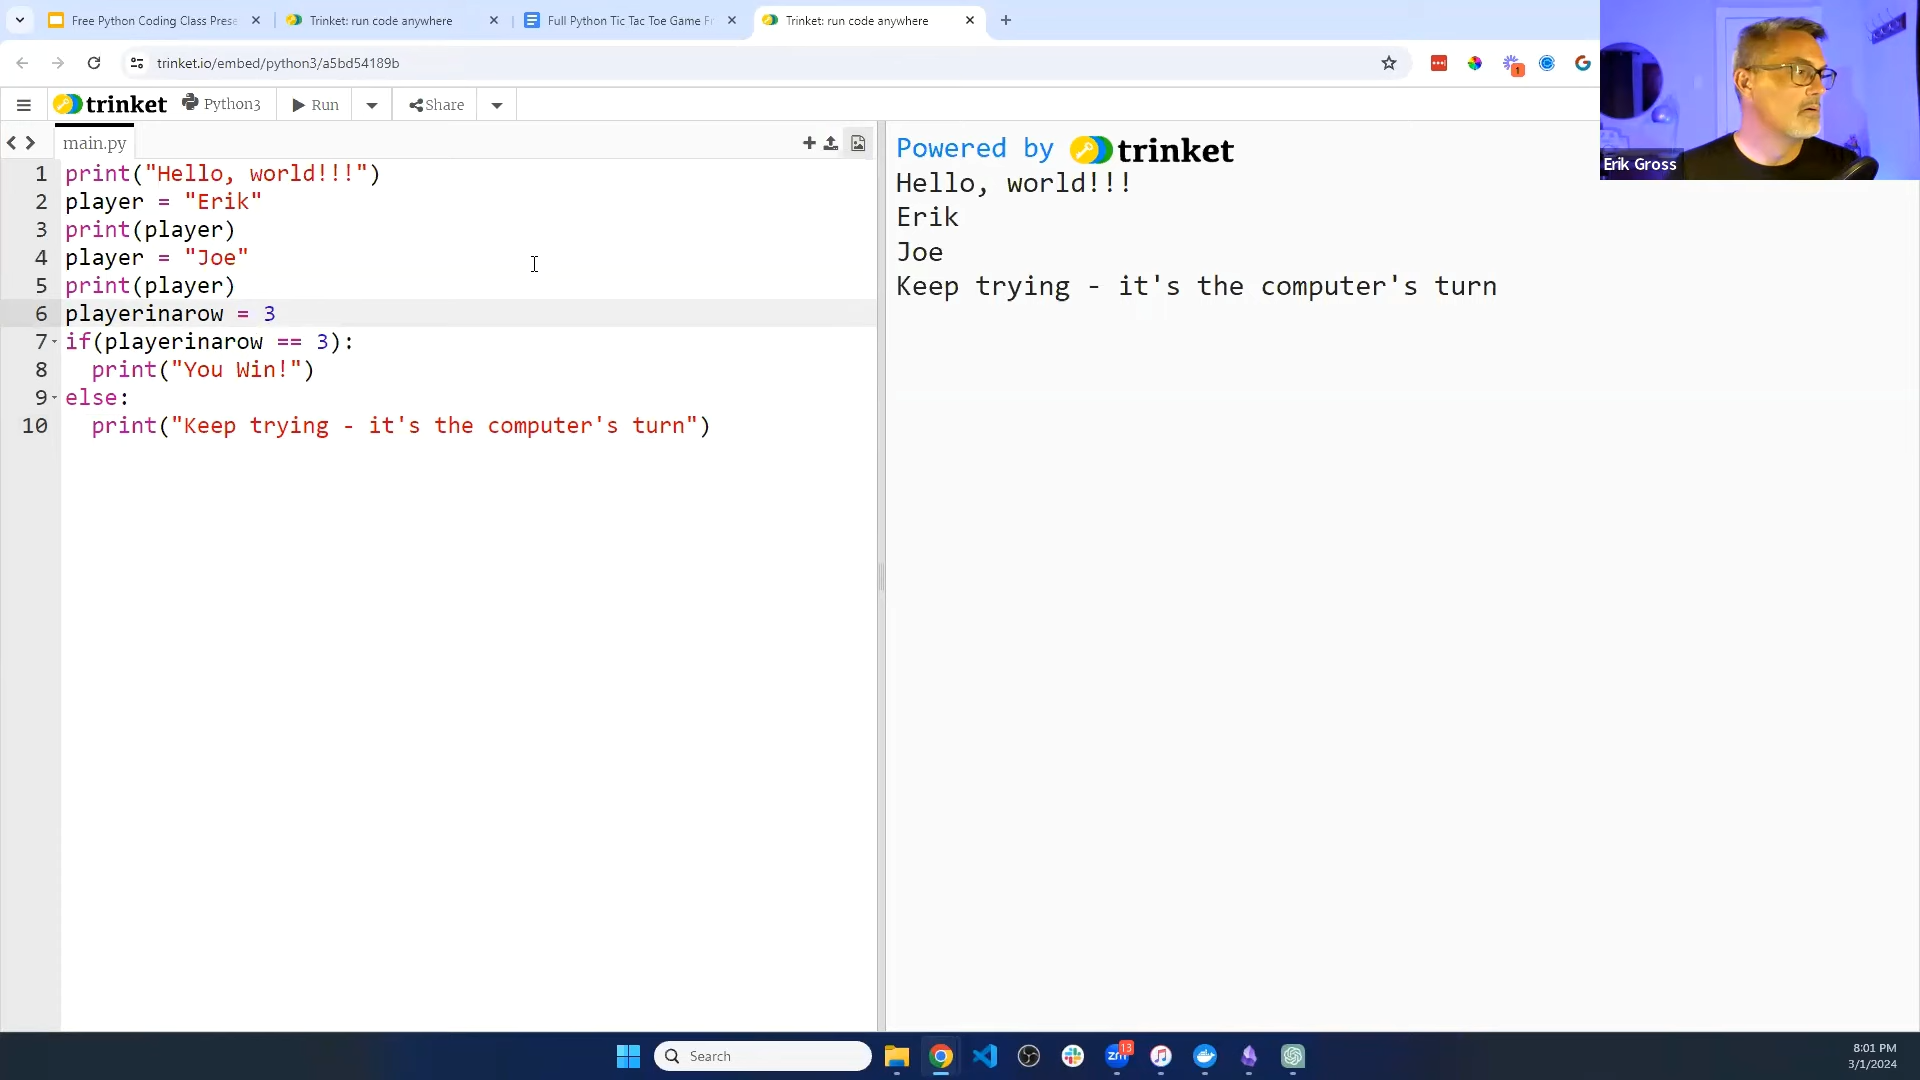 Free Python Coding Class Prese
Trinket: run code anywhere
Full Python Tic Tac Toe Game Fr
Trinket: run code anywhere
trinket.io/embed/python3/a5bd54189b
1
trinket
Python3
Run
Share
main.py
1 print("Hello, world!!!")
2 player = "Erik"
3 print(player)
4 player = "Joe"
5 print(player)
6 playerinarow = 3
7 if(playerinarow == 3):
8 print("You Win!")
9 else:
10 print("Keep trying - it's the computer's turn")
Powered by trinket
Hello, world!!!
Erik
Joe
Keep trying - it's the computer's turn
Erik Gross
Search
zm
13
8:01 PM
3/1/2024